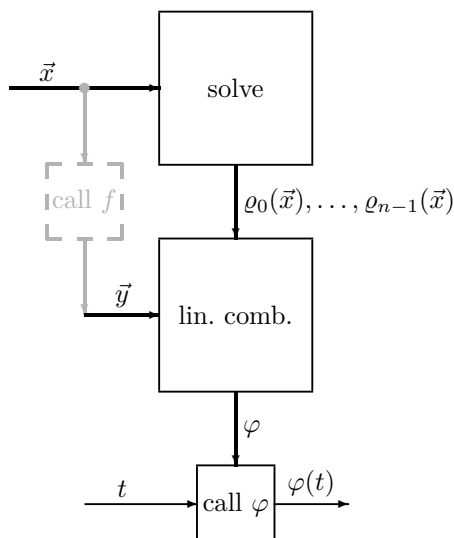 x⃗
solve
call f
ϱ₀(x⃗), . . . , ϱₙ₋₁(x⃗)
y⃗
lin. comb.
φ
t
call φ
φ(t)